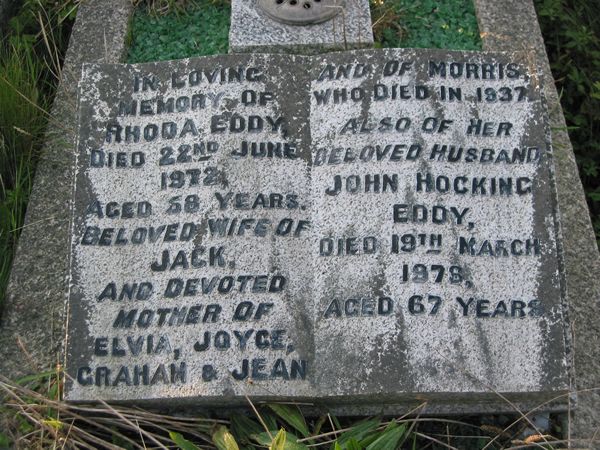 IN LOVING
MEMORY OF
RHODA EDDY,
DIED 22ND JUNE
1972,
AGED 58 YEARS.
BELOVED WIFE OF
JACK,
AND DEVOTED
MOTHER OF
ELVIA, JOYCE,
GRAHAM & JEAN
AND OF MORRIS,
WHO DIED IN 1937
ALSO OF HER
BELOVED HUSBAND
JOHN HOCKING
EDDY,
DIED 19TH MARCH
1978,
AGED 67 YEARS